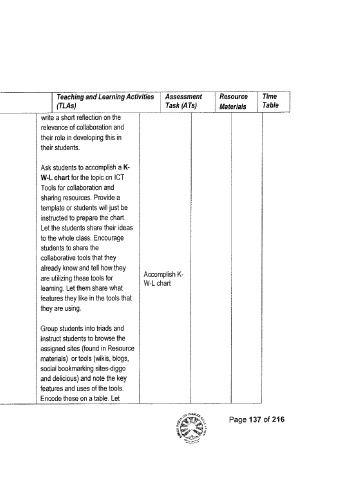 Teaching and Learning Activities
(TLAs)
Assessment
Task (ATs)
Resource
Materials
Time
Table
write a short reflection on the
relevance of collaboration and
their role in developing this in
their students.
Ask students to accomplish a K-
W-L chart for the topic on ICT
Tools for collaboration and
sharing resources. Provide a
template or students will just be
instructed to prepare the chart.
Let the students share their ideas
to the whole class. Encourage
students to share the
collaborative tools that they
already know and tell how they
are utilizing these tools for
learning. Let them share what
features they like in the tools that
they are using.
Accomplish K-
W-L chart
Group students into triads and
instruct students to browse the
assigned sites (found in Resource
materials) or tools (wikis, blogs,
social bookmarking sites-diggo
and delicious) and note the key
features and uses of the tools.
Encode these on a table. Let
Page 137 of 216